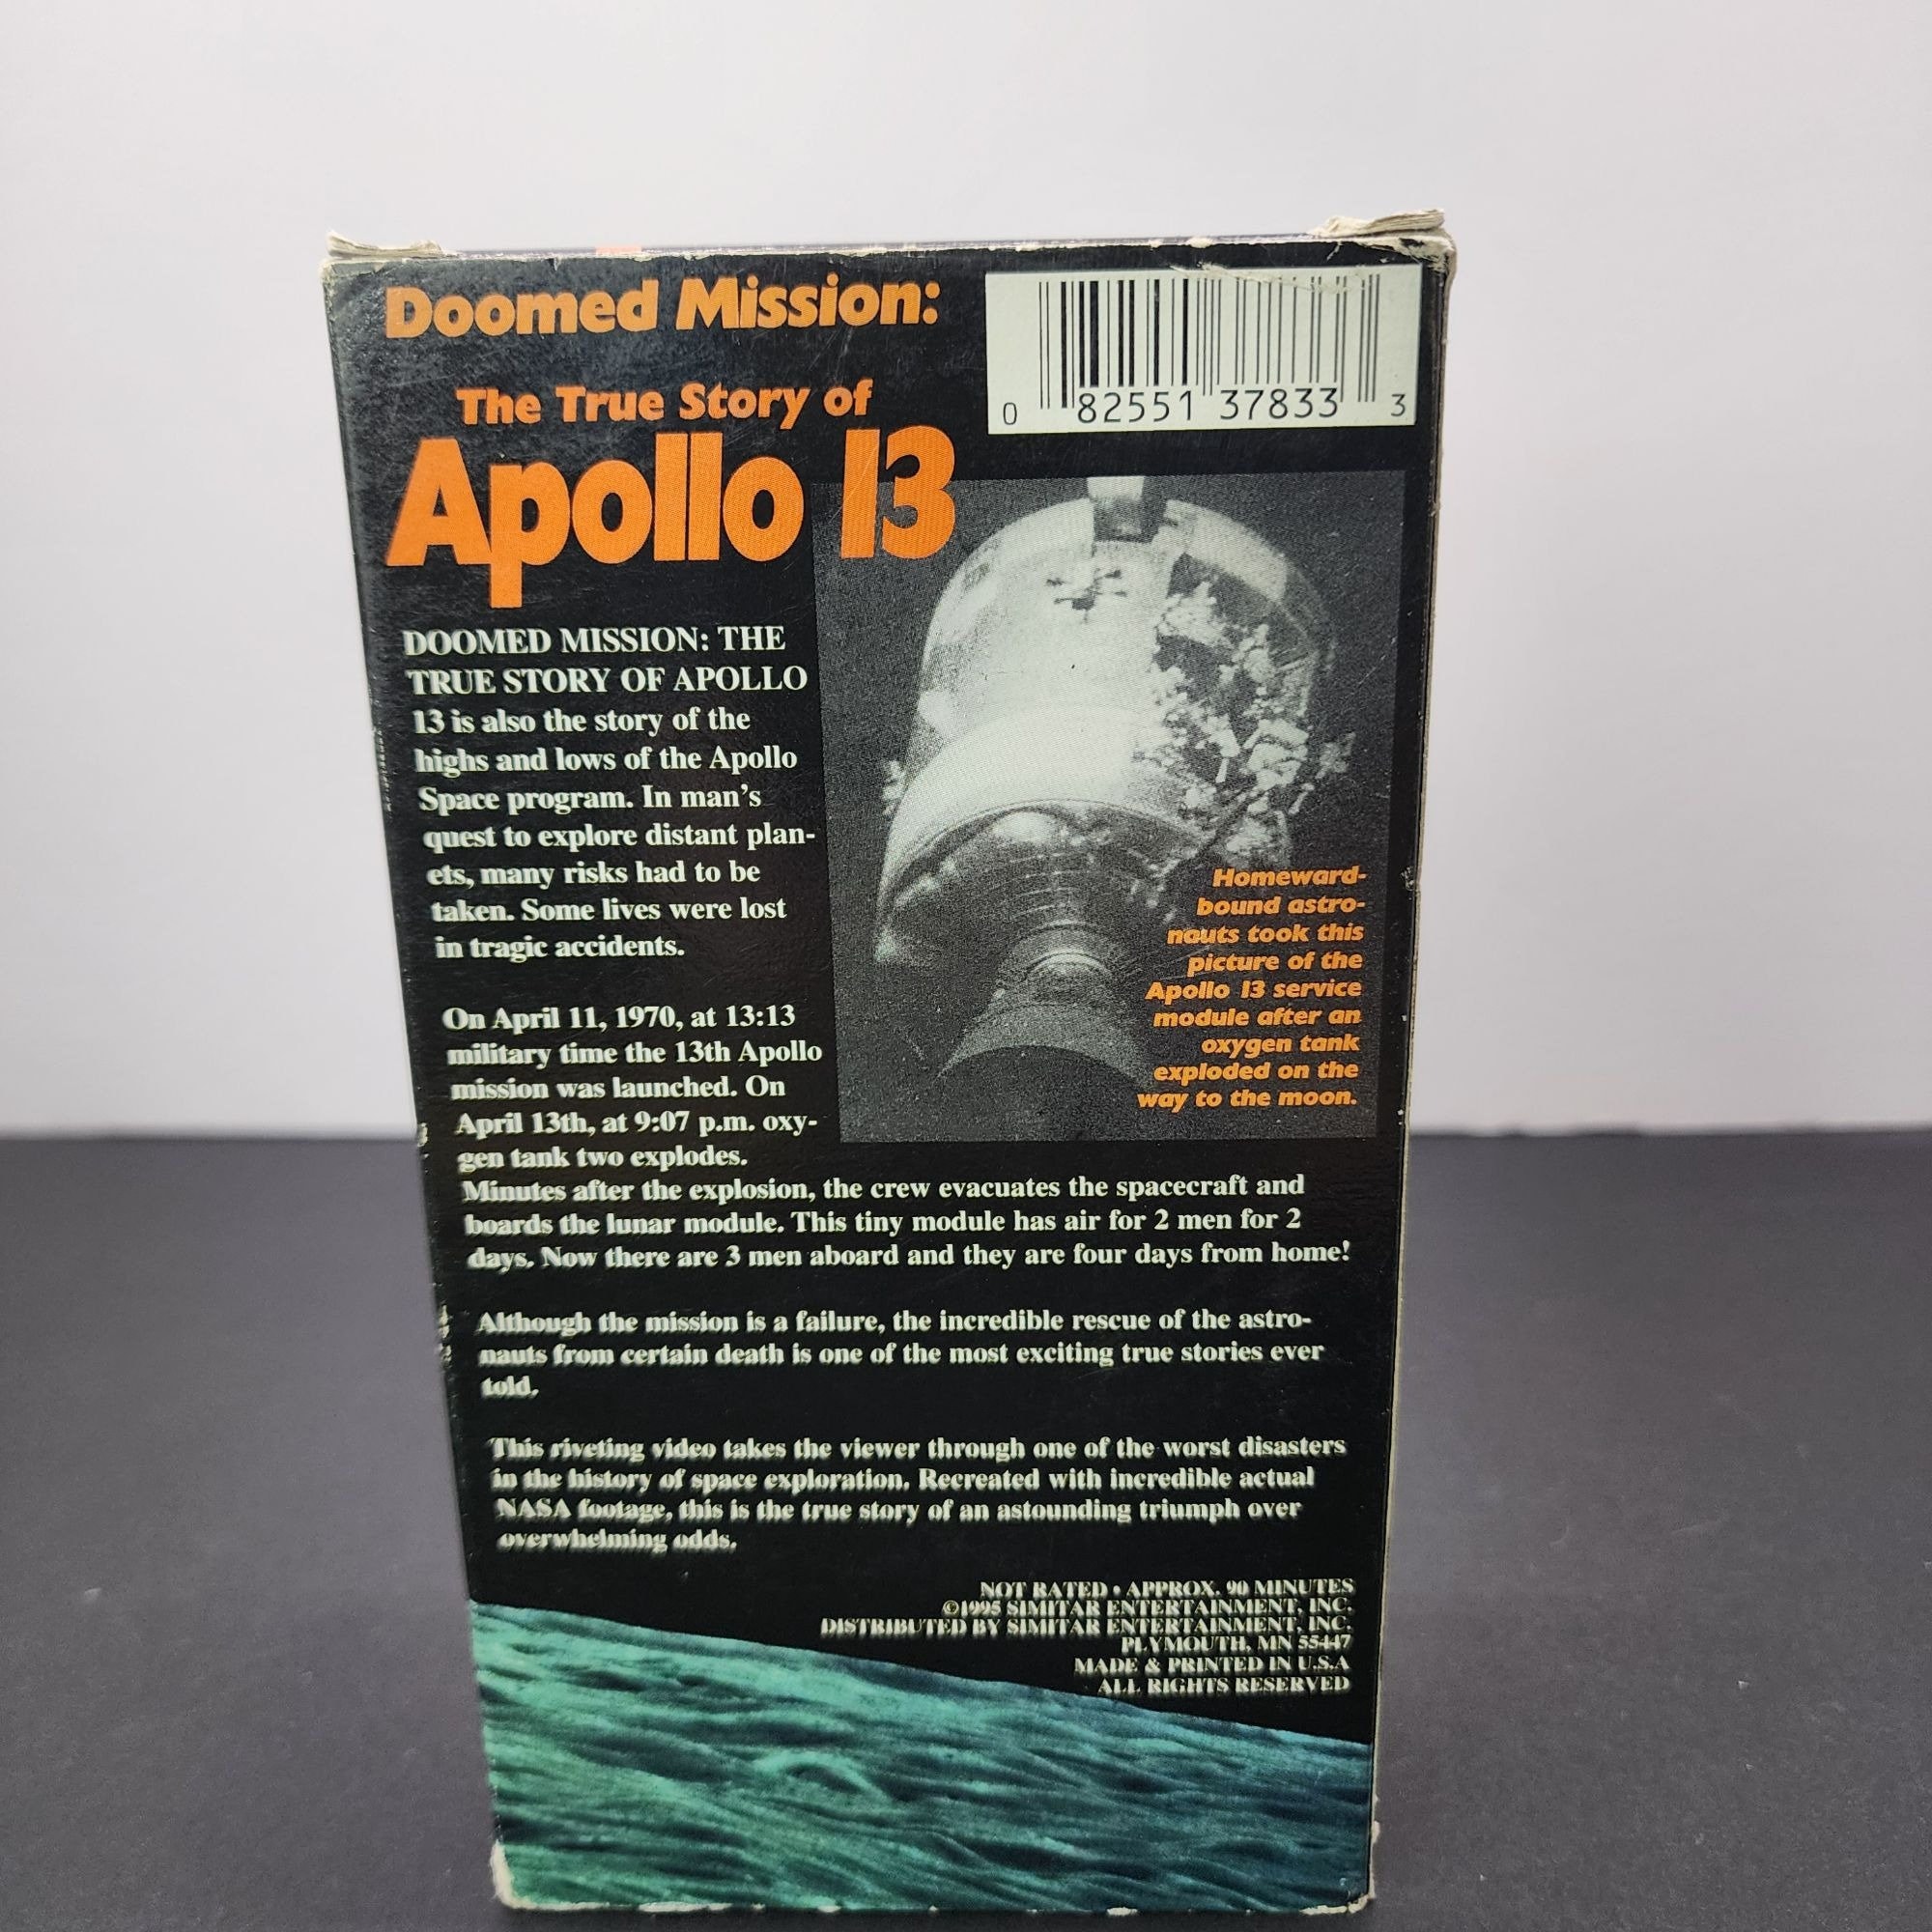 Doomed Mission:
The True Story of
Apollo 13
0 82551 37833 3
DOOMED MISSION: THE
TRUE STORY OF APOLLO
13 is also the story of the
highs and lows of the Apollo
Space program. In man's
quest to explore distant plan-
ets, many risks had to be
taken. Some lives were lost
in tragic accidents.
On April 11, 1970, at 13:13
military time the 13th Apollo
mission was launched. On
April 13th, at 9:07 p.m. oxy-
gen tank two explodes.
Minutes after the explosion, the crew evacuates the spacecraft and
boards the lunar module. This tiny module has air for 2 men for 2
days. Now there are 3 men aboard and they are four days from home!
Homeward-
bound astro-
nauts took this
picture of the
Apollo 13 service
module after an
oxygen tank
exploded on the
way to the moon.
Although the mission is a failure, the incredible rescue of the astro-
nauts from certain death is one of the most exciting true stories ever
told.
This riveting video takes the viewer through one of the worst disasters
in the history of space exploration. Recreated with incredible actual
NASA footage, this is the true story of an astounding triumph over
overwhelming odds.
NOT RATED • APPROX. 90 MINUTES
©1995 SIMITAR ENTERTAINMENT, INC.
DISTRIBUTED BY SIMITAR ENTERTAINMENT, INC.
PLYMOUTH, MN 55447
MADE & PRINTED IN U.S.A
ALL RIGHTS RESERVED